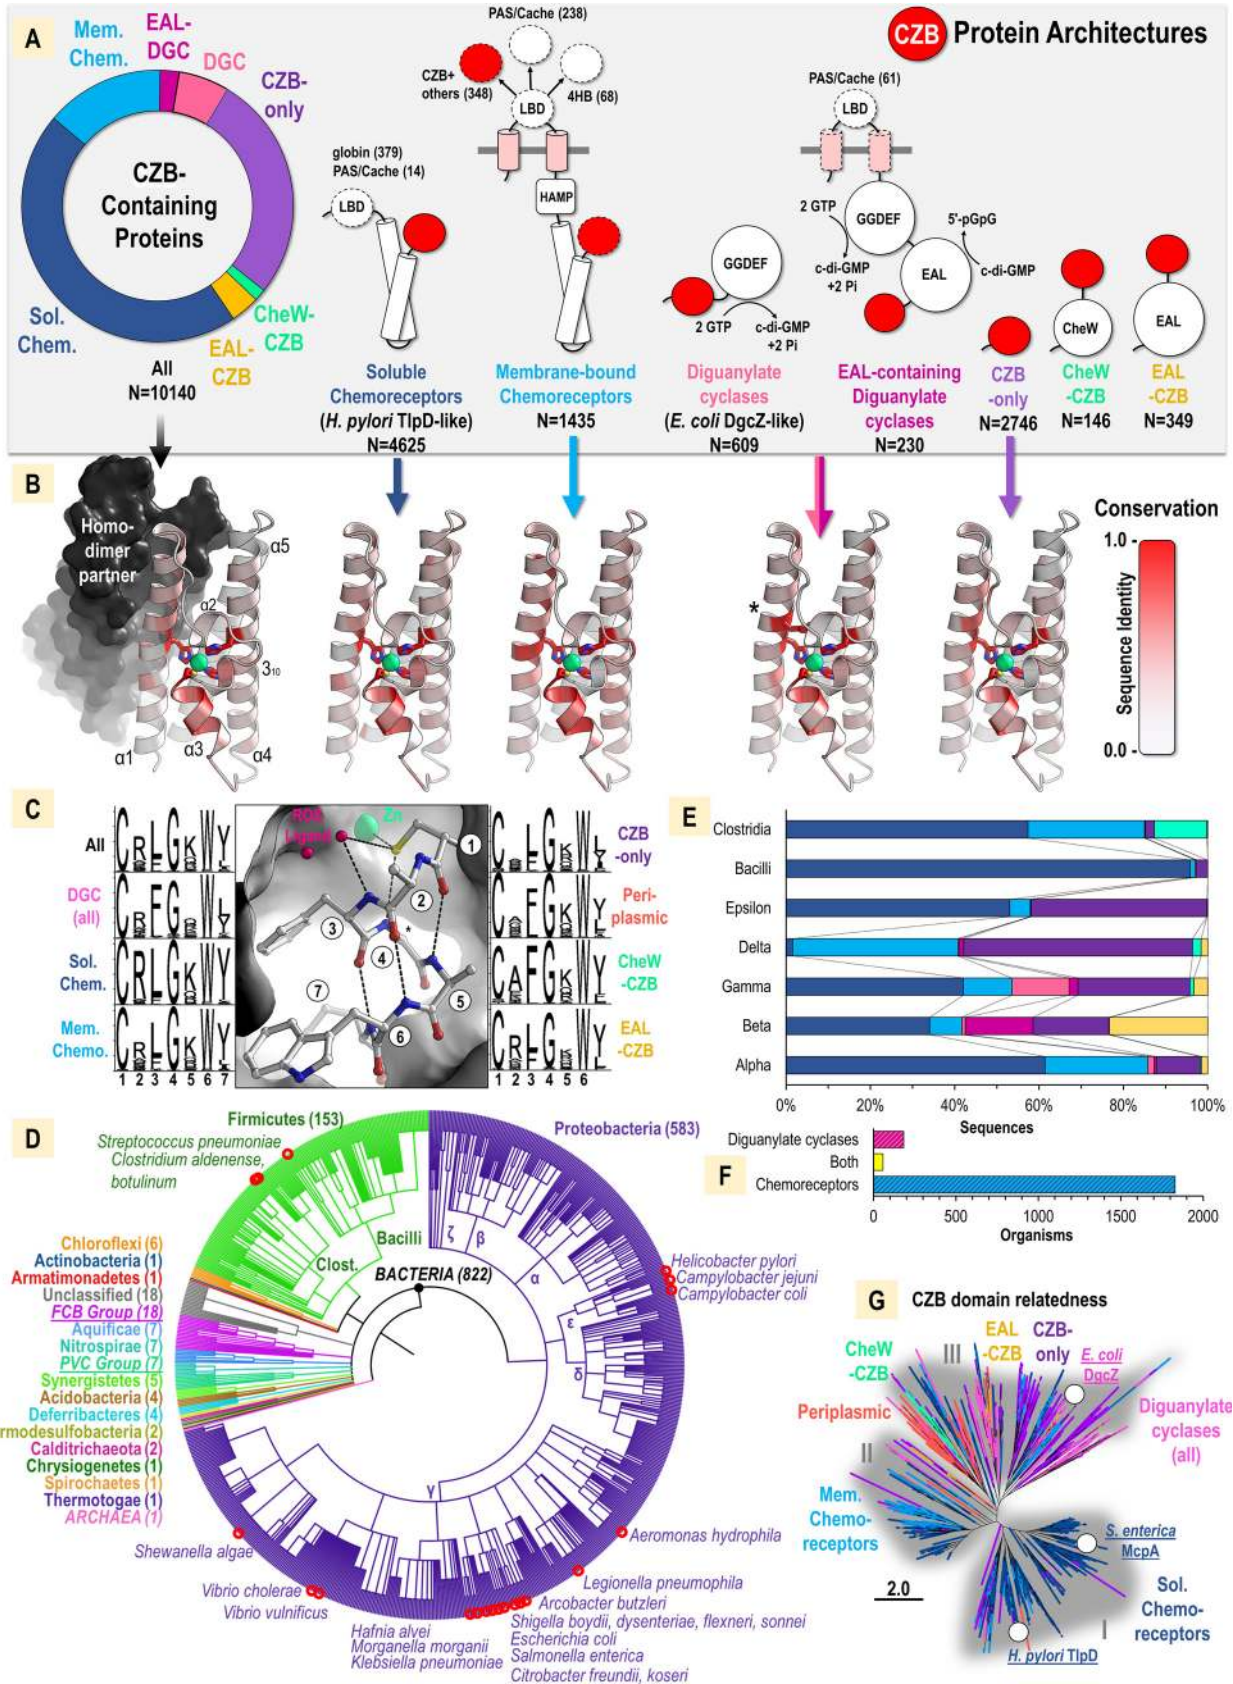 A
Mem.
Chem.
EAL-
DGC
DGC
CZB-
only
CZB-
Containing
Proteins
Sol.
Chem.
EAL-
CZB
CheW-
CZB
All
N=10140
CZB Protein Architectures
globin (379)
PAS/Cache (14)
LBD
Soluble
Chemoreceptors
(H. pylori TlpD-like)
N=4625
PAS/Cache (238)
CZB+
others (348)
4HB (68)
LBD
HAMP
Membrane-bound
Chemoreceptors
N=1435
GGDEF
2 GTP
c-di-GMP
+2 Pi
Diguanylate
cyclases
(E. coli DgcZ-like)
N=609
PAS/Cache (61)
LBD
2 GTP
GGDEF
5'-pGpG
c-di-GMP
+2 Pi
EAL
c-di-GMP
EAL-containing
Diguanylate
cyclases
N=230
CZB
-only
N=2746
CheW
CheW
-CZB
N=146
EAL
EAL
-CZB
N=349
B
Homo-
dimer
partner
α5
α2
3₁₀
α1
α3
α4
*
Conservation
1.0
Sequence Identity
0.0
C
All
DGC
(all)
Sol.
Chem.
Mem.
Chemo.
1 2 3 4 5 6 7
ROS
Ligand
Zn
1
2
3
4
*
5
6
7
CZB
-only
Peri-
plasmic
CheW
-CZB
EAL
-CZB
1 2 3 4 5 6
E
Clostridia
Bacilli
Epsilon
Delta
Gamma
Beta
Alpha
0% 20% 40% 60% 80% 100%
Sequences
F
Diguanylate cyclases
Both
Chemoreceptors
0 500 1000 1500 2000
Organisms
D
Firmicutes (153)
Streptococcus pneumoniae
Clostridium aldenense,
botulinum
Proteobacteria (583)
Bacilli
Clost.
BACTERIA (822)
ζ
β
α
ε
δ
γ
Chloroflexi (6)
Actinobacteria (1)
Armatimonadetes (1)
Unclassified (18)
FCB Group (18)
Aquificae (7)
Nitrospirae (7)
PVC Group (7)
Synergistetes (5)
Acidobacteria (4)
Deferribacteres (4)
rmodesulfobacteria (2)
Calditrichaeota (2)
Chrysiogenetes (1)
Spirochaetes (1)
Thermotogae (1)
ARCHAEA (1)
Helicobacter pylori
Campylobacter jejuni
Campylobacter coli
Aeromonas hydrophila
Legionella pneumophila
Arcobacter butzleri
Shigella boydii, dysenteriae, flexneri, sonnei
Escherichia coli
Salmonella enterica
Citrobacter freundii, koseri
Shewanella algae
Vibrio cholerae
Vibrio vulnificus
Hafnia alvei
Morganella morganii
Klebsiella pneumoniae
G
CZB domain relatedness
CheW
-CZB
III
EAL
-CZB
CZB-
only
E. coli
DgcZ
Periplasmic
Diguanylate
cyclases
(all)
II
Mem.
Chemo-
receptors
S. enterica
McpA
2.0
Sol.
Chemo-
receptors
I
H. pylori TlpD